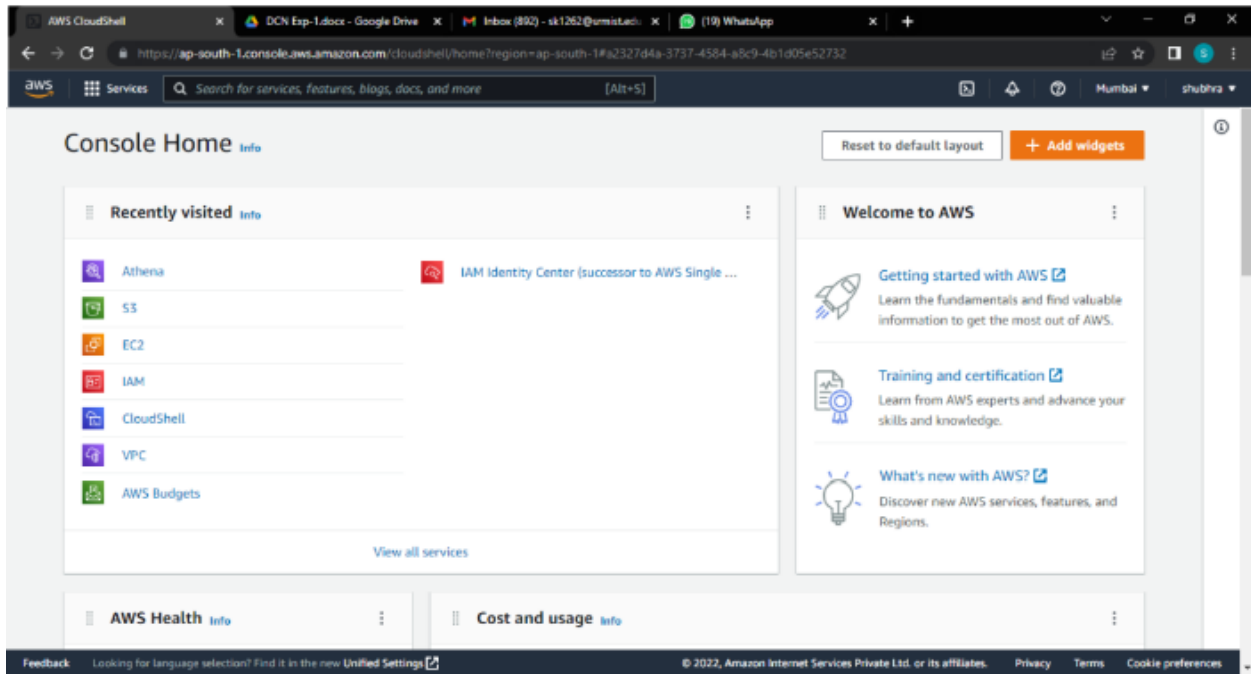 AWS CloudShell
DCN Exp-1.docx - Google Drive
Inbox (892) - sk1262@srmist.edu
(19) WhatsApp
https://ap-south-1.console.aws.amazon.com/cloudshell/home?region=ap-south-1#a2327d4a-3737-4584-a8c9-4b1d05e52732
aws
Services
Search for services, features, blogs, docs, and more
[Alt+S]
Mumbai
shubhra
Console Home Info
Reset to default layout
Add widgets
Recently visited Info
Athena
S3
EC2
IAM
CloudShell
VPC
AWS Budgets
IAM Identity Center (successor to AWS Single ...
View all services
Welcome to AWS
Getting started with AWS
Learn the fundamentals and find valuable
information to get the most out of AWS.
Training and certification
Learn from AWS experts and advance your
skills and knowledge.
What's new with AWS?
Discover new AWS services, features, and
Regions.
AWS Health Info
Cost and usage Info
Feedback
Looking for language selection? Find it in the new Unified Settings
© 2022, Amazon Internet Services Private Ltd. or its affiliates.
Privacy
Terms
Cookie preferences